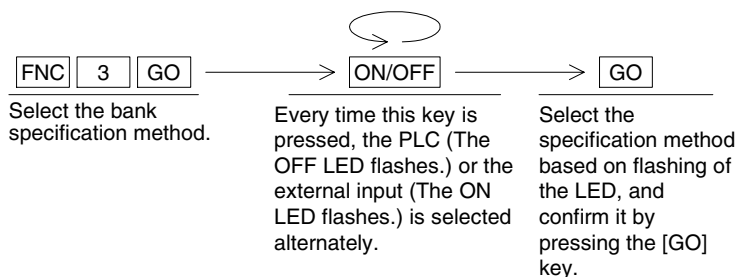 FNC 3 GO ON/OFF GO
Select the bank
specification method.
Every time this key is
pressed, the PLC (The
OFF LED flashes.) or the
external input (The ON
LED flashes.) is selected
alternately.
Select the
specification method
based on flashing of
the LED, and
confirm it by
pressing the [GO]
key.